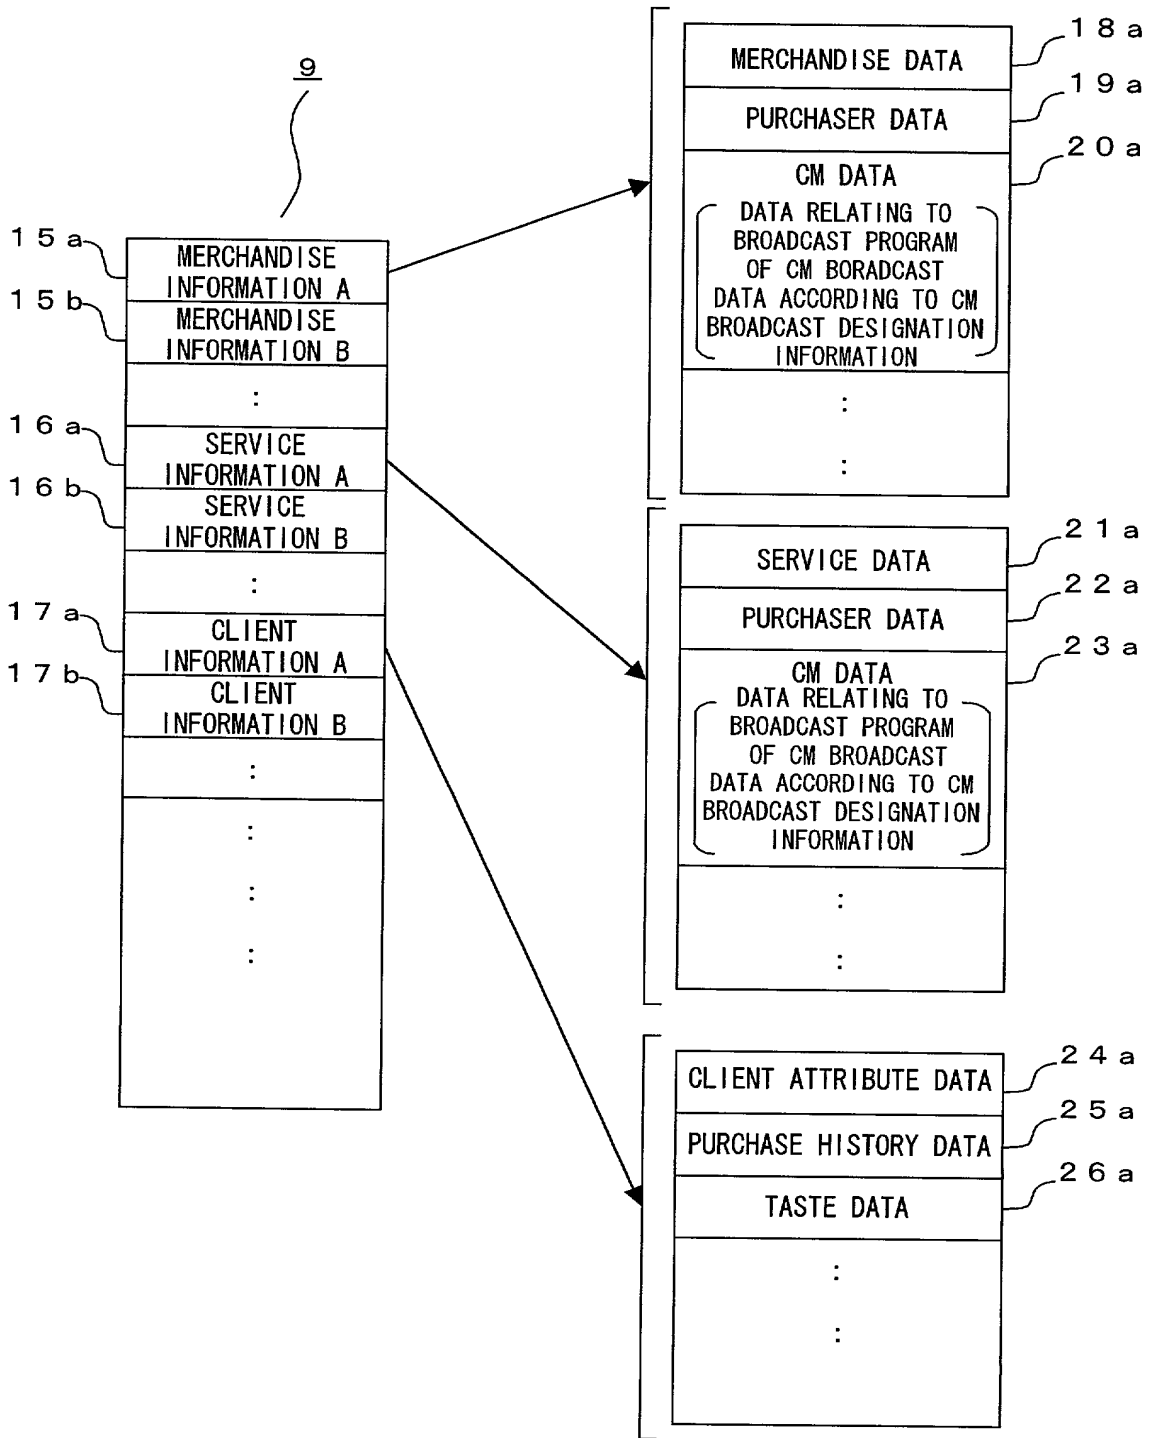 9
15a
MERCHANDISE
INFORMATION A
15b
MERCHANDISE
INFORMATION B
:
16a
SERVICE
INFORMATION A
16b
SERVICE
INFORMATION B
:
17a
CLIENT
INFORMATION A
17b
CLIENT
INFORMATION B
:
:
:
:
MERCHANDISE DATA
18a
PURCHASER DATA
19a
CM DATA
20a
DATA RELATING TO
BROADCAST PROGRAM
OF CM BORADCAST
DATA ACCORDING TO CM
BROADCAST DESIGNATION
INFORMATION
:
:
SERVICE DATA
21a
PURCHASER DATA
22a
CM DATA
23a
DATA RELATING TO
BROADCAST PROGRAM
OF CM BROADCAST
DATA ACCORDING TO CM
BROADCAST DESIGNATION
INFORMATION
:
:
CLIENT ATTRIBUTE DATA
24a
PURCHASE HISTORY DATA
25a
TASTE DATA
26a
:
: